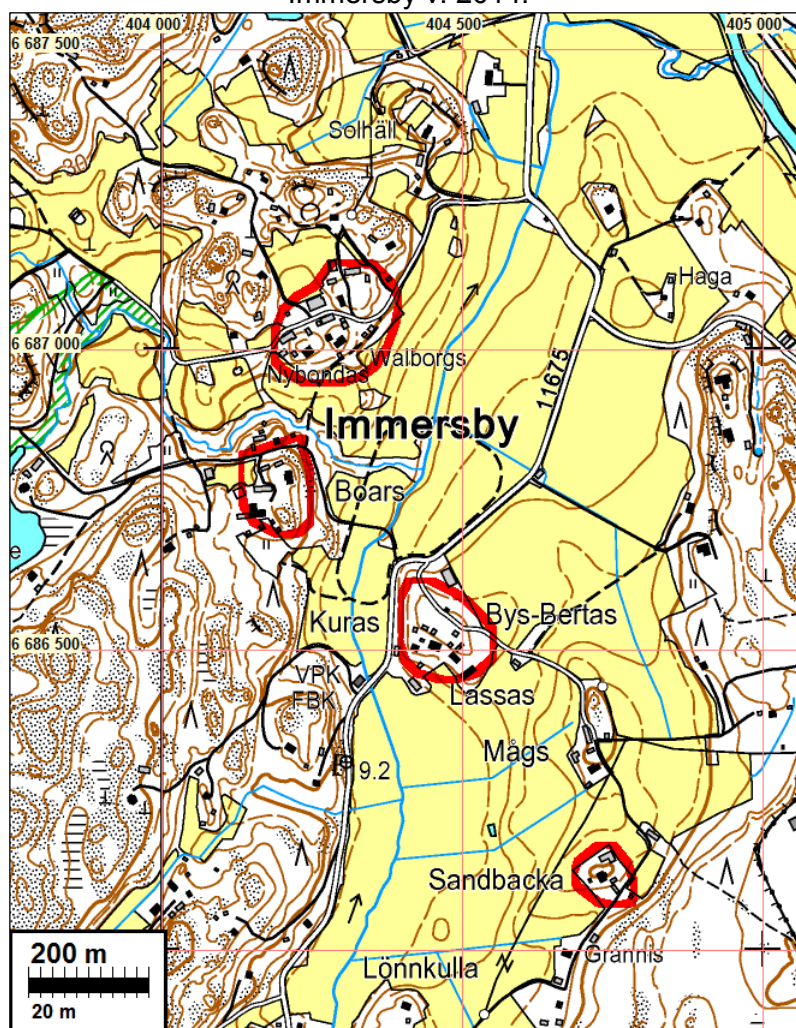 Immersby v. 2014.
404 000
404 500
405 000
6 687 500
Solhäll
30
Haga
6 687 000
Walborgs
Nybondas
11675
Immersby
Boars
Kuras
Bys-Bertas
6 686 500
VPK
FBK
Lassas
Mågs
9.2
Sandbacka
Grannis
Lönnkulla
200 m
20 m